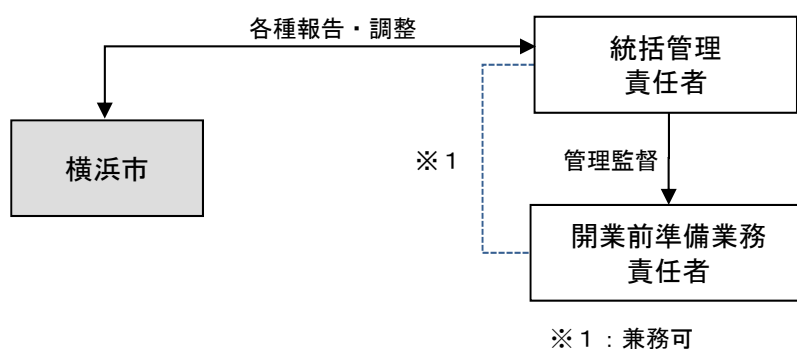 各種報告・調整
統括管理
責任者
横浜市
※１
管理監督
開業前準備業務
責任者
※１：兼務可